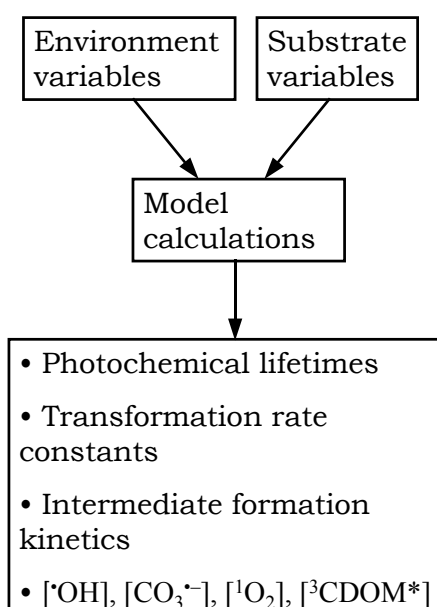 Environment
variables
Substrate
variables
Model
calculations
• Photochemical lifetimes
• Transformation rate
constants
• Intermediate formation
kinetics
• [•OH], [CO₃•⁻], [¹O₂], [³CDOM*]